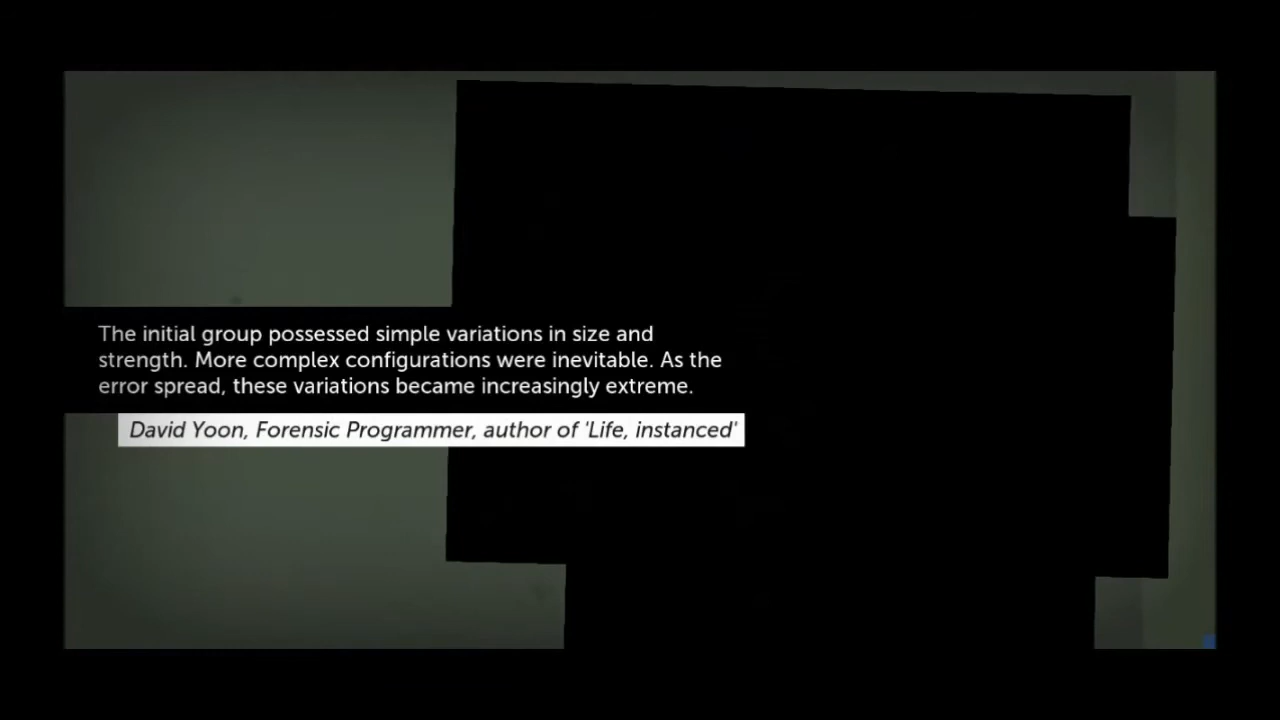 The initial group possessed simple variations in size and
strength. More complex configurations were inevitable. As the
error spread, these variations became increasingly extreme.
David Yoon, Forensic Programmer, author of 'Life, instanced'